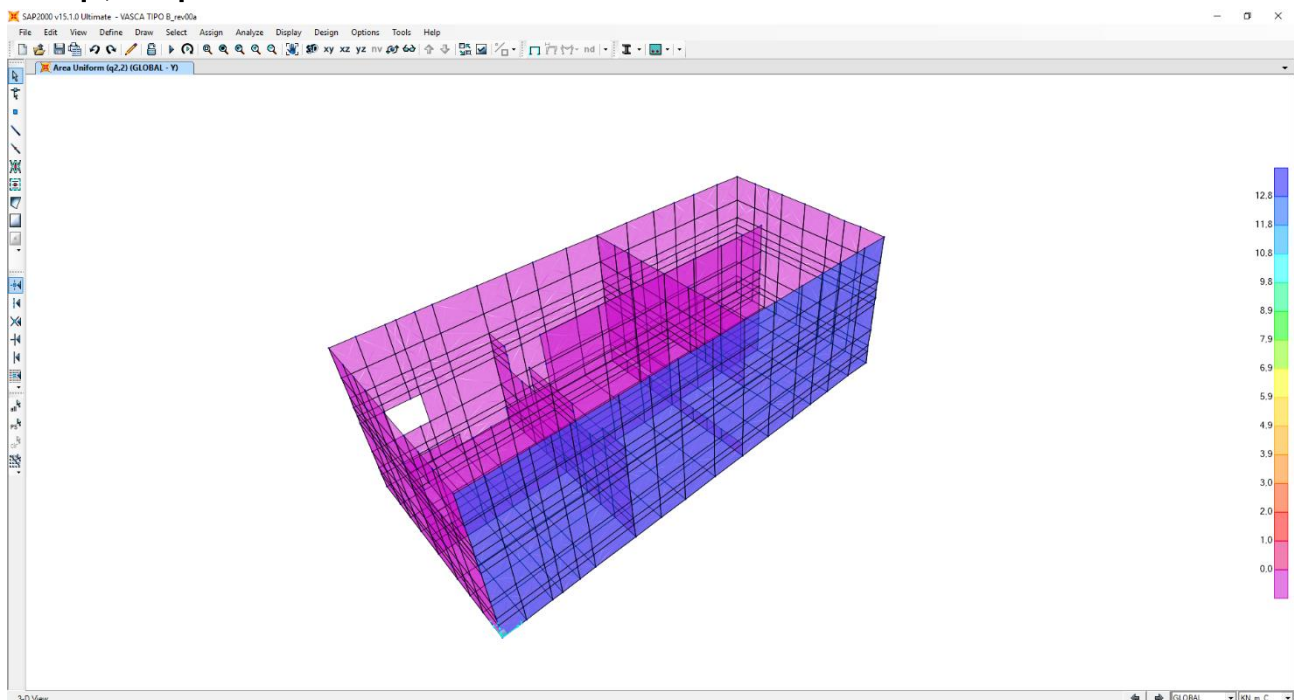 SAP2000 v15.1.0 Ultimate - VASCA TIPO B_rev00a
File Edit View Define Draw Select Assign Analyze Display Design Options Tools Help
3D xy xz yz nv nd
Area Uniform (q2,2) (GLOBAL - Y)
12.8
11.8
10.8
9.8
8.9
7.9
6.9
5.9
4.9
3.9
3.0
2.0
1.0
0.0
all
PS
3-D View
GLOBAL KN, m, C